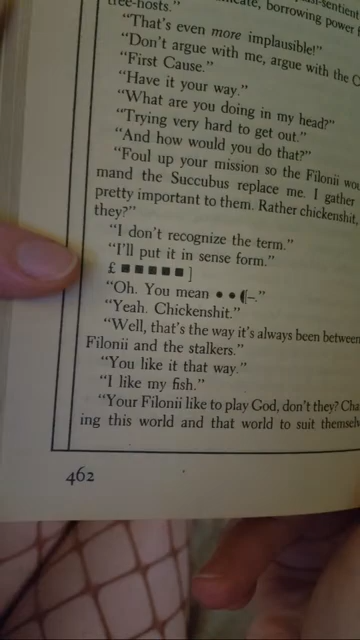 tree-hosts."
"That's even more implausible!"
"Don't argue with me, argue with the
"First Cause."
"Have it your way."
"What are you doing in my head?"
"Trying very hard to get out."
"And how would you do that?"
"Foul up your mission so the Filonii
mand the Succubus replace me. I gather
pretty important to them. Rather chickenshit,
they?"
"I don't recognize the term."
"I'll put it in sense form."
£ ■ ■ ■ ■ ■ ]
"Oh. You mean • • ⸨–."
"Yeah. Chickenshit."
"Well, that's the way it's always been between
Filonii and the stalkers."
"You like it that way."
"I like my fish."
"Your Filonii like to play God, don't they?
ing this world and that world to suit
462